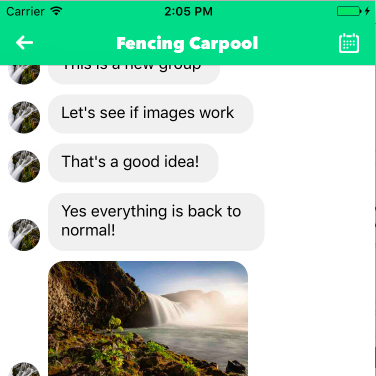 Carrier 2:05 PM
Fencing Carpool
This is a new group
Let's see if images work
That's a good idea!
Yes everything is back to
normal!